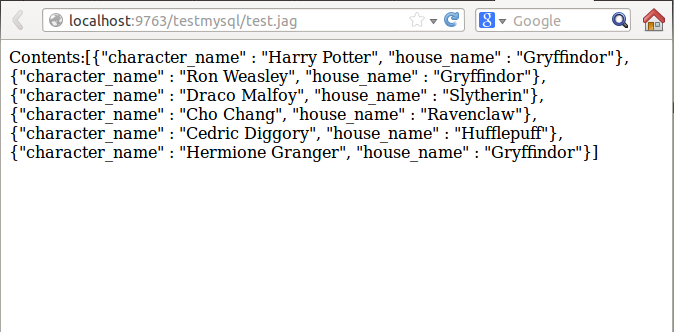 localhost:9763/testmysql/test.jag
8 Google
Contents:[{"character_name" : "Harry Potter", "house_name" : "Gryffindor"},
{"character_name" : "Ron Weasley", "house_name" : "Gryffindor"},
{"character_name" : "Draco Malfoy", "house_name" : "Slytherin"},
{"character_name" : "Cho Chang", "house_name" : "Ravenclaw"},
{"character_name" : "Cedric Diggory", "house_name" : "Hufflepuff"},
{"character_name" : "Hermione Granger", "house_name" : "Gryffindor"}]